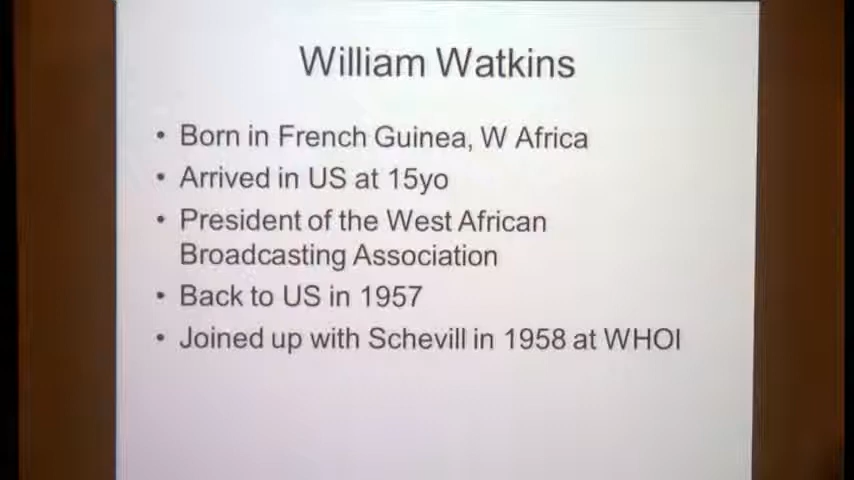 William Watkins
• Born in French Guinea, W Africa
• Arrived in US at 15yo
• President of the West African
Broadcasting Association
• Back to US in 1957
• Joined up with Schevill in 1958 at WHOI